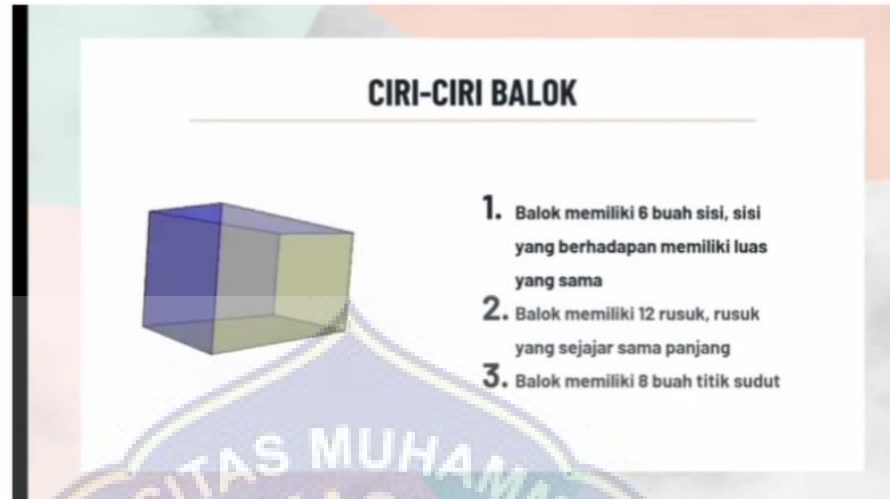 CIRI-CIRI BALOK
1. Balok memiliki 6 buah sisi, sisi
yang berhadapan memiliki luas
yang sama
2. Balok memiliki 12 rusuk, rusuk
yang sejajar sama panjang
3. Balok memiliki 8 buah titik sudut
SITAS MUHAM